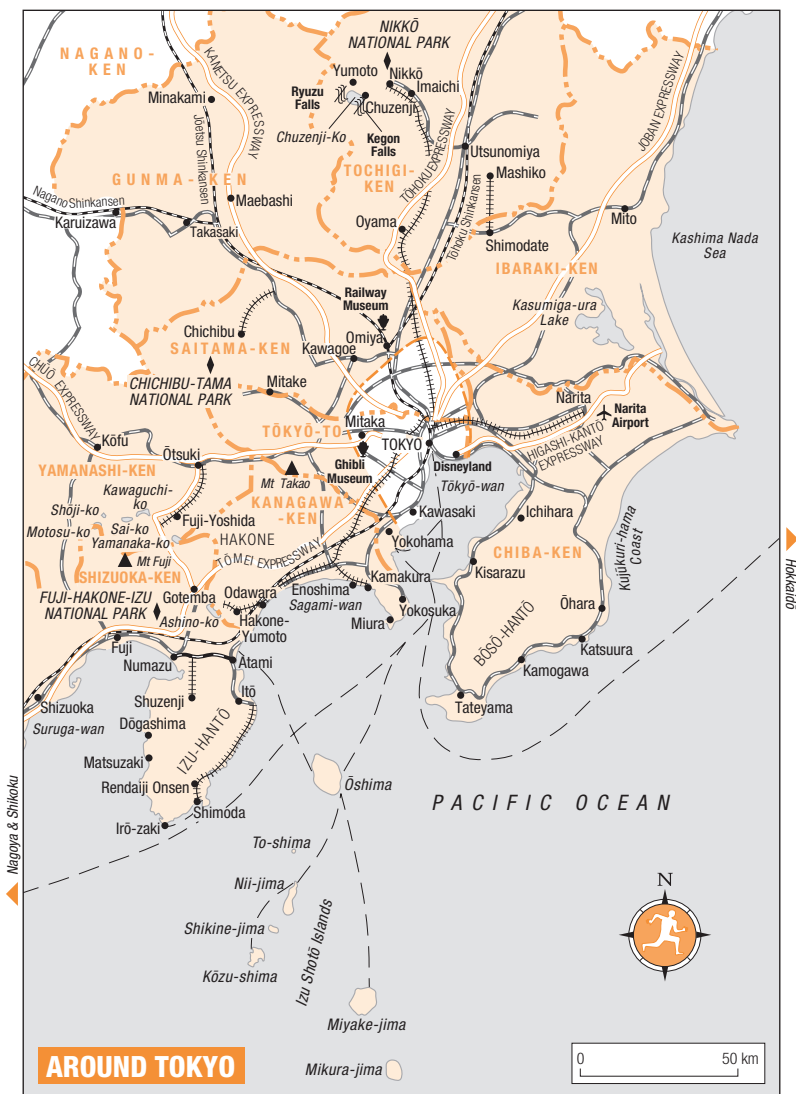 NIKKŌ
NATIONAL PARK
NAGANO-
KEN
KAN-ETSU EXPRESSWAY
Yumoto
Nikkō
Imaichi
Ryuzu
Falls
Chuzenji
Minakami
Chuzenji-Ko
Kegon
Falls
JOBAN EXPRESSWAY
Jōetsu Shinkansen
TOCHIGI-
KEN
TŌHOKU EXPRESSWAY
Utsunomiya
Mashiko
GUNMA-KEN
Nagano Shinkansen
Maebashi
Tōhoku Shinkansen
Karuizawa
Takasaki
Oyama
Mito
Shimodate
Kashima Nada
Sea
IBARAKI-KEN
Railway
Museum
Kasumiga-ura
Lake
Chichibu
Omiya
SAITAMA-KEN
Kawagoe
CHUŌ EXPRESSWAY
CHICHIBU-TAMA
NATIONAL PARK
Mitake
Narita
Narita
Airport
Mitaka
TŌKYŌ-TO
TOKYO
HIGASHI-KANTŌ
EXPRESSWAY
Kōfu
Ōtsuki
Ghibli
Museum
Disneyland
YAMANASHI-KEN
Mt Takao
Tōkyō-wan
Kawaguchi-
ko
KANAGAWA
-KEN
Shōji-ko
Kawasaki
Ichihara
Motosu-ko
Sai-ko
Fuji-Yoshida
Yamanaka-ko
HAKONE
Yokohama
CHIBA-KEN
Kujūkuri-hama
Coast
Mt Fuji
TŌMEI EXPRESSWAY
Kisarazu
SHIZUOKA-KEN
Hokkaidō
Kamakura
Gotemba
Odawara
Enoshima
FUJI-HAKONE-IZU
NATIONAL PARK
Sagami-wan
Ashino-ko
Hakone-
Yumoto
Yokosuka
Miura
Ōhara
BŌSŌ-HANTŌ
Fuji
Katsuura
Numazu
Atami
Kamogawa
Shizuoka
Shuzenji
Itō
Tateyama
Suruga-wan
Dōgashima
IZU-HANTŌ
Matsuzaki
Rendaiji Onsen
Ōshima
Shimoda
PACIFIC OCEAN
Irō-zaki
Nagoya & Shikoku
To-shima
Nii-jima
N
Shikine-jima
Izu Shotō Islands
Kōzu-shima
Miyake-jima
AROUND TOKYO
0
50 km
Mikura-jima